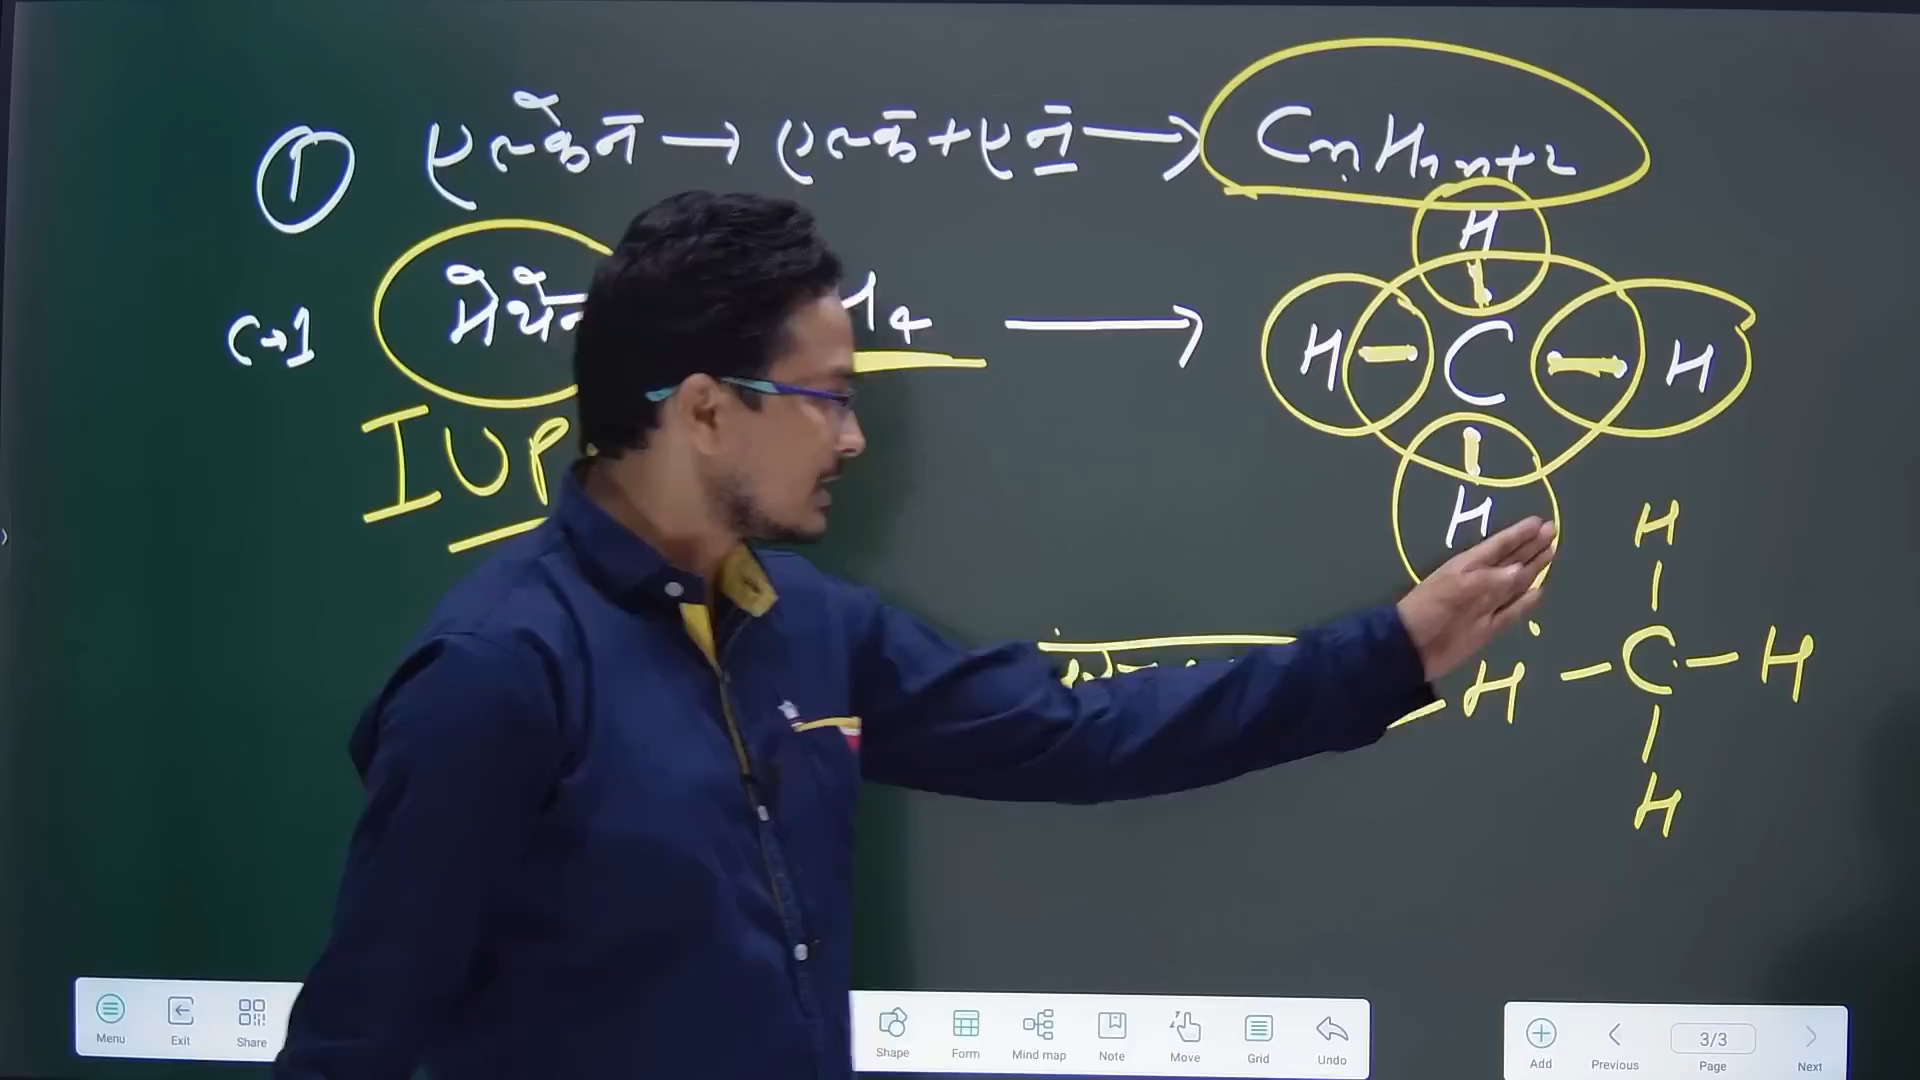 ① एल्केन → एल्क + एन → CnH2n+2
C→1 मेथेन H4 →
H
H - C - H
H
IUP
H
H - C - H
H
Menu Exit Share Shape Form Mind map Note Move Grid Undo Add Previous 3/3 Page Next